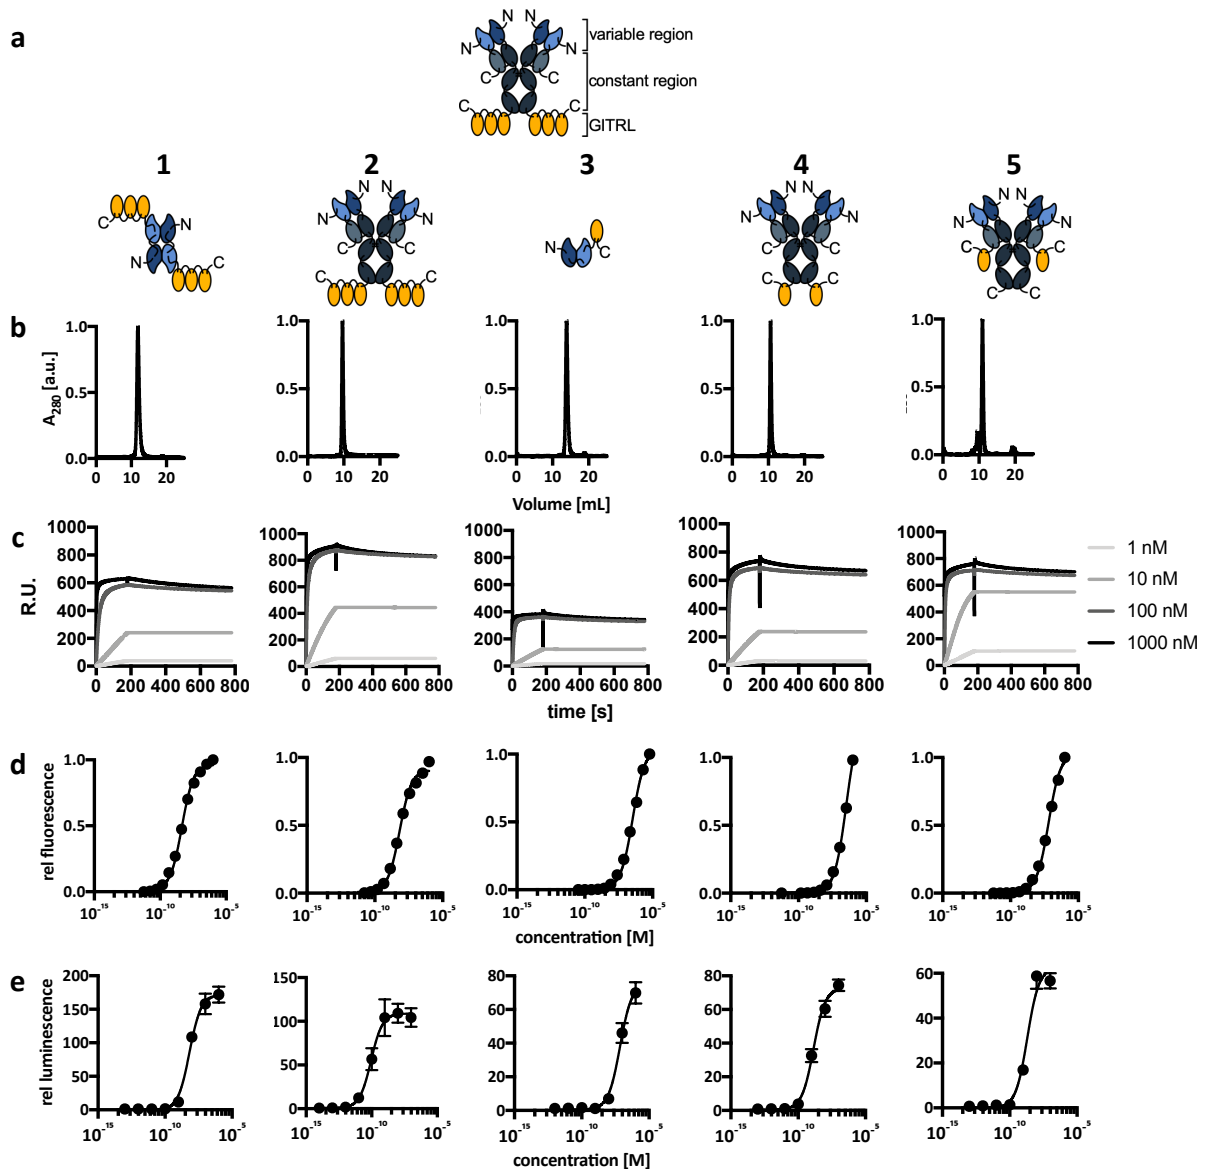 a
N N
N N
C C
C C
variable region
constant region
GITRL
1 2 3 4 5
C N N C
N N N N C C C C
N C
N N N N C C C C
N N N N C C C C
b
A280 [a.u.]
1.0 1.0 1.0 1.0 1.0
0.5 0.5 0.5 0.5 0.5
0.0 0.0 0.0 0.0 0.0
0 10 20 0 10 20 0 10 20 0 10 20 0 10 20
Volume [mL]
c
R.U.
1000 1000 1000 1000 1000
800 800 800 800 800
600 600 600 600 600
400 400 400 400 400
200 200 200 200 200
0 0 0 0 0
0 200 400 600 800 0 200 400 600 800 0 200 400 600 800 0 200 400 600 800 0 200 400 600 800
time [s]
1 nM
10 nM
100 nM
1000 nM
d
rel fluorescence
1.0 1.0 1.0 1.0 1.0
0.5 0.5 0.5 0.5 0.5
0.0 0.0 0.0 0.0 0.0
10-15 10-10 10-5 10-15 10-10 10-5 10-15 10-10 10-5 10-15 10-10 10-5 10-15 10-10 10-5
concentration [M]
e
rel luminescence
200 150 80 80 60
150 100 60 60 40
100 50 40 40 20
50 0 20 20 0
0 0 0
10-15 10-10 10-5 10-15 10-10 10-5 10-15 10-10 10-5 10-15 10-10 10-5 10-15 10-10 10-5
concentration [M]